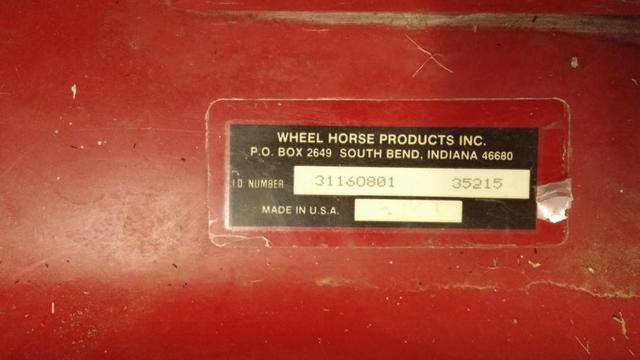 WHEEL HORSE PRODUCTS INC.
P.O. BOX 2649 SOUTH BEND, INDIANA 46680
I.D. NUMBER 31160801 35215
MADE IN U.S.A.